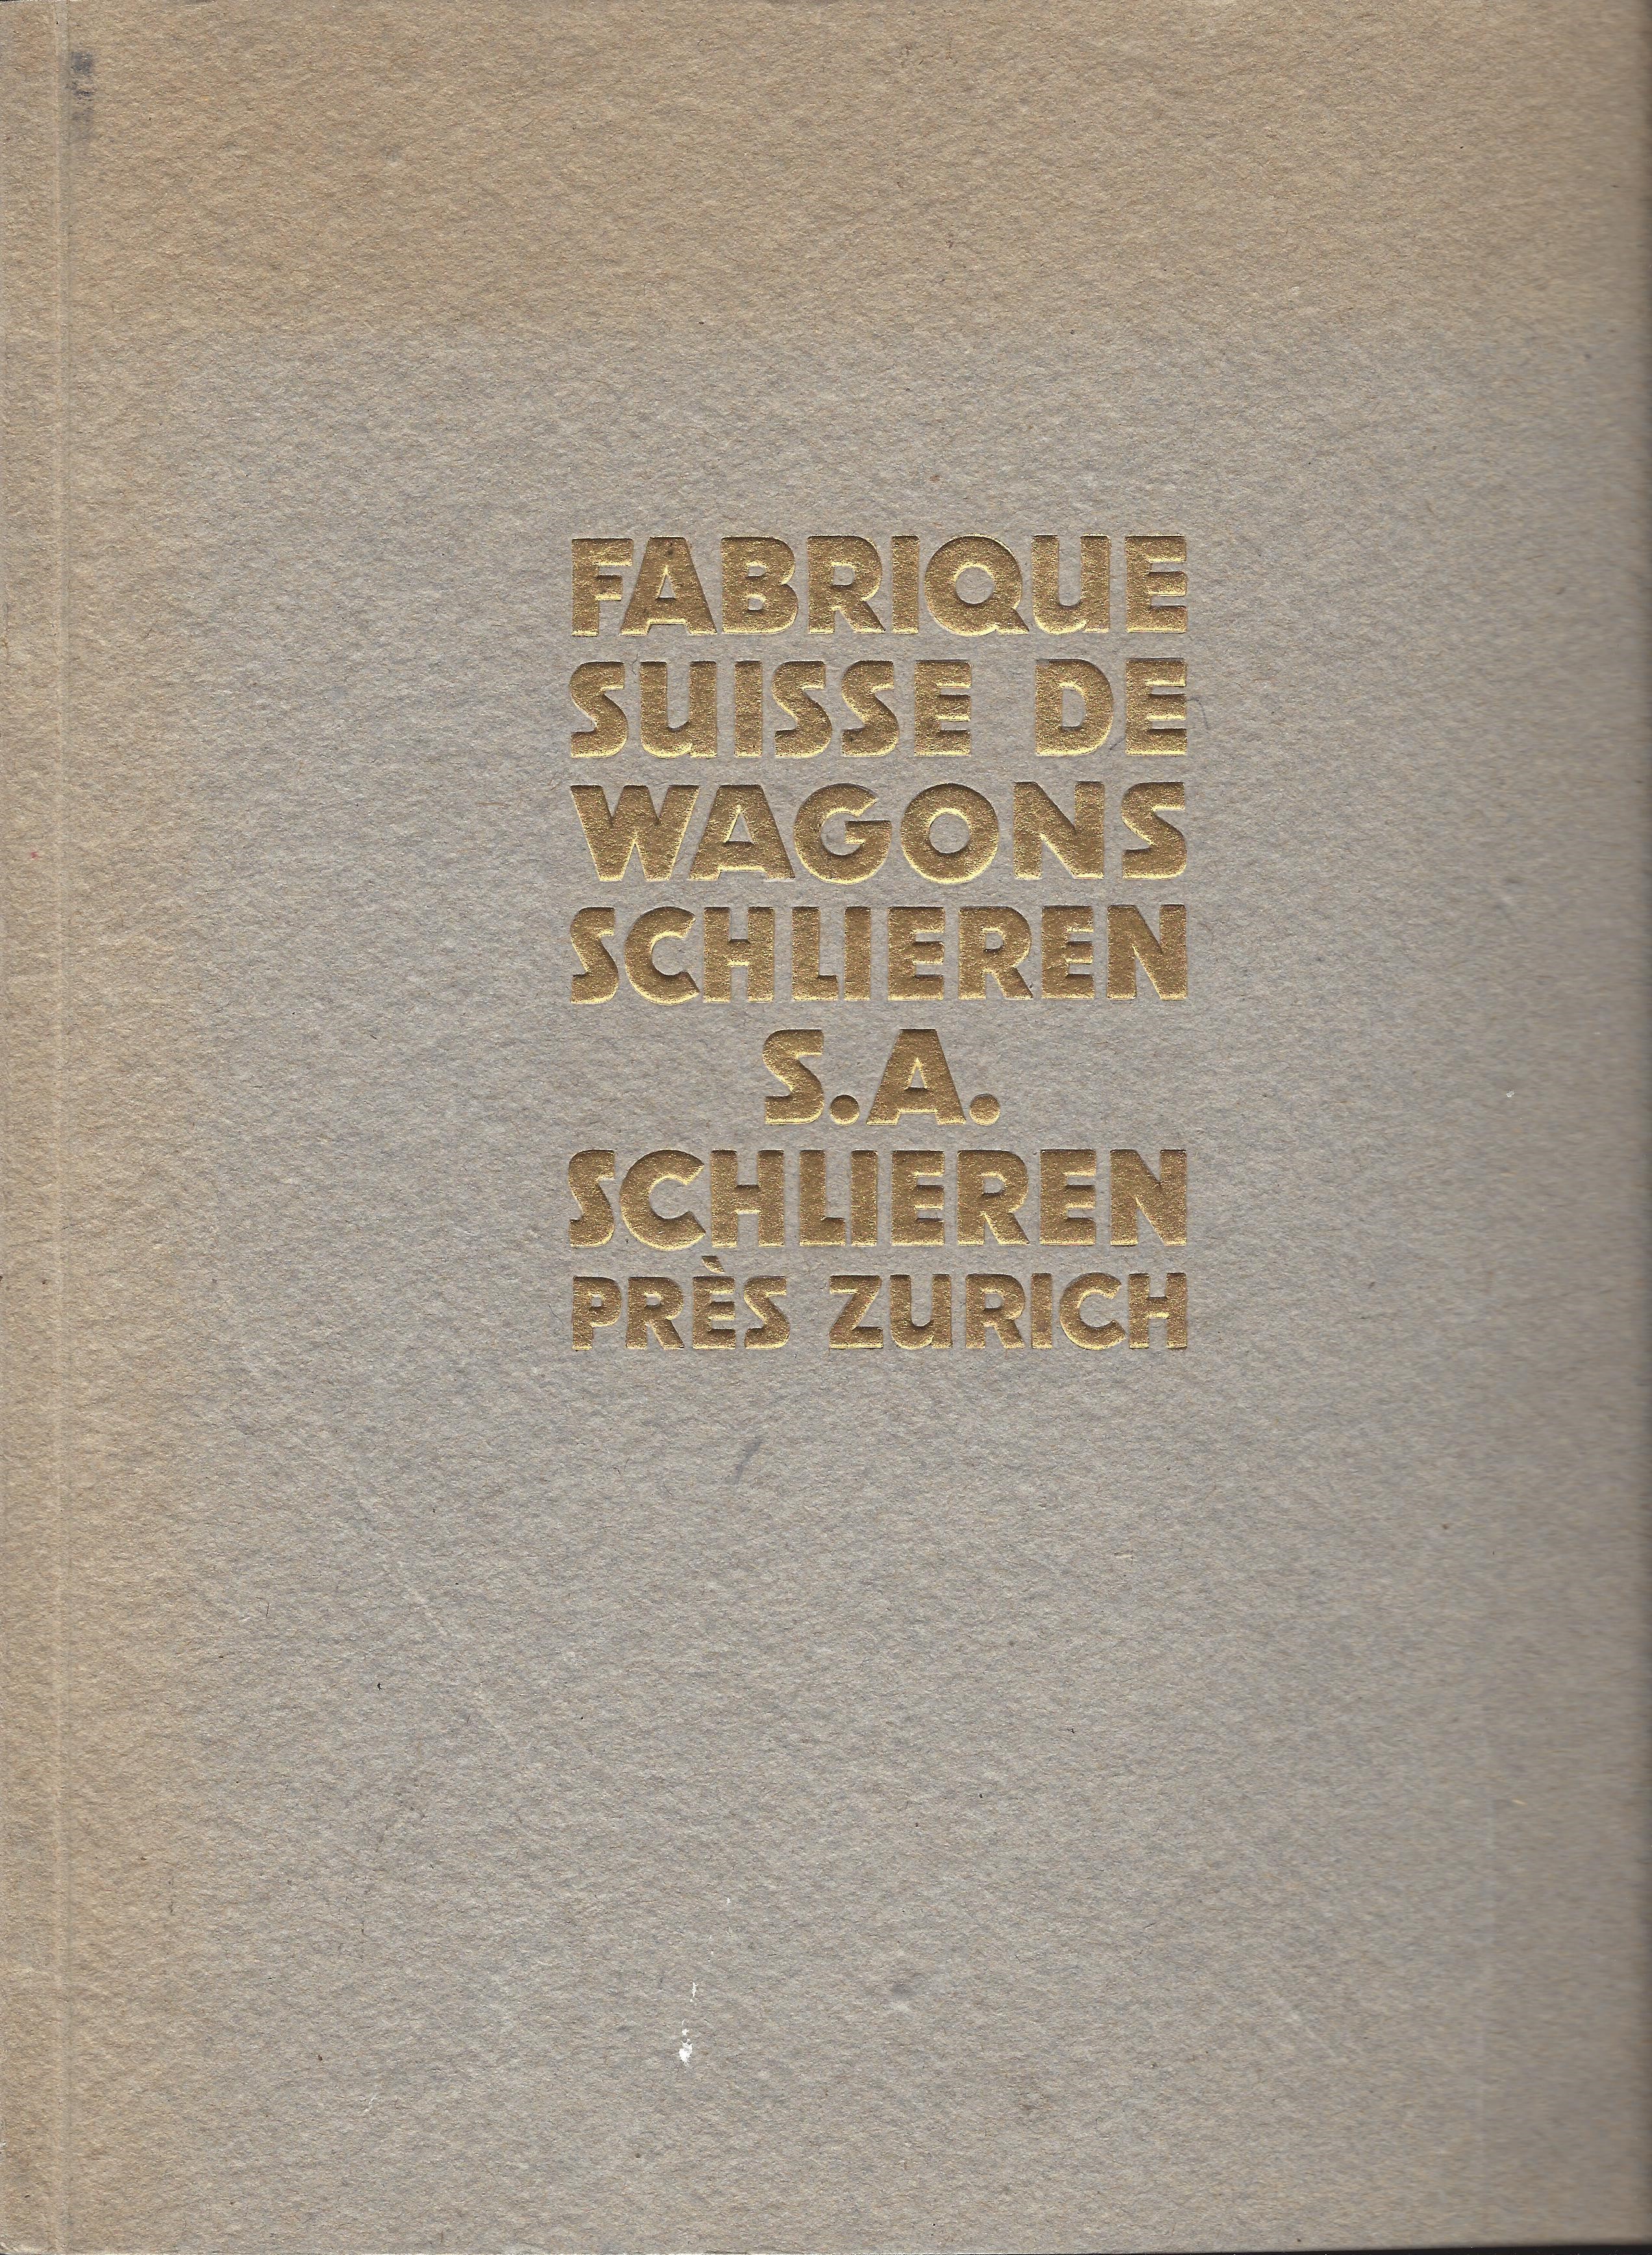 FABRIQUE
SUISSE DE
WAGONS
SCHLIEREN
S.A.
SCHLIEREN
PRÈS ZURICH